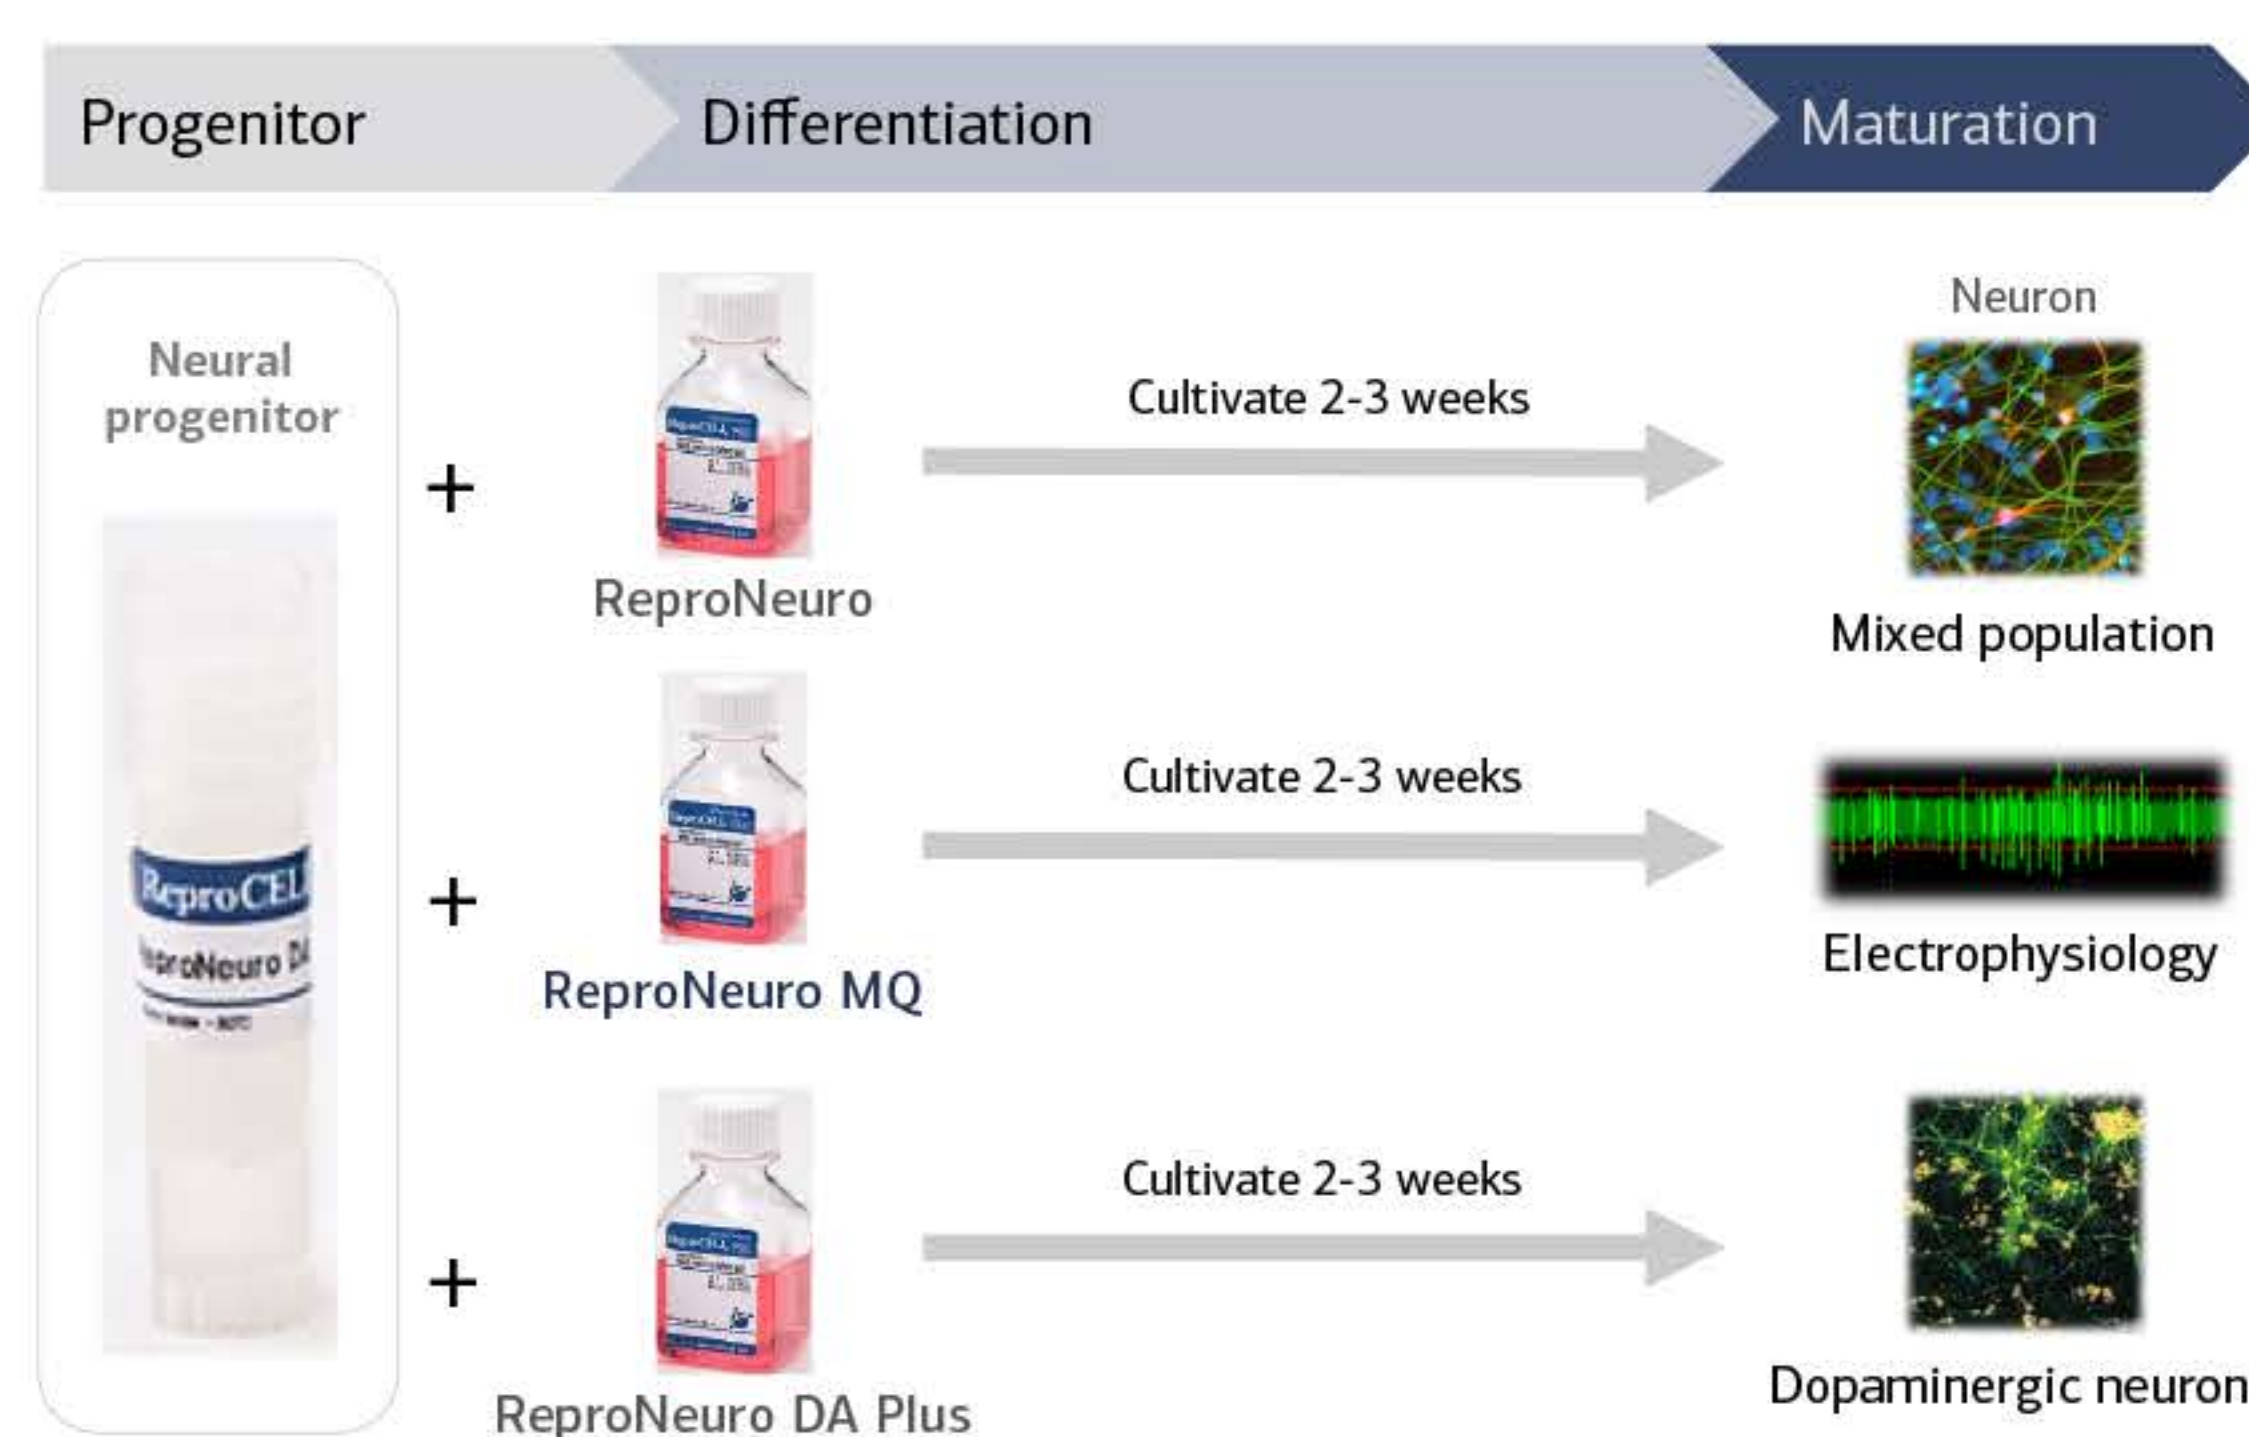 Progenitor
Differentiation
Maturation
Neural
progenitor
ReproCEL
ReproNeuro
Cultivate 2-3 weeks
Neuron
Mixed population
+
ReproNeuro MQ
Cultivate 2-3 weeks
Electrophysiology
+
ReproNeuro DA Plus
Cultivate 2-3 weeks
Dopaminergic neuron
+